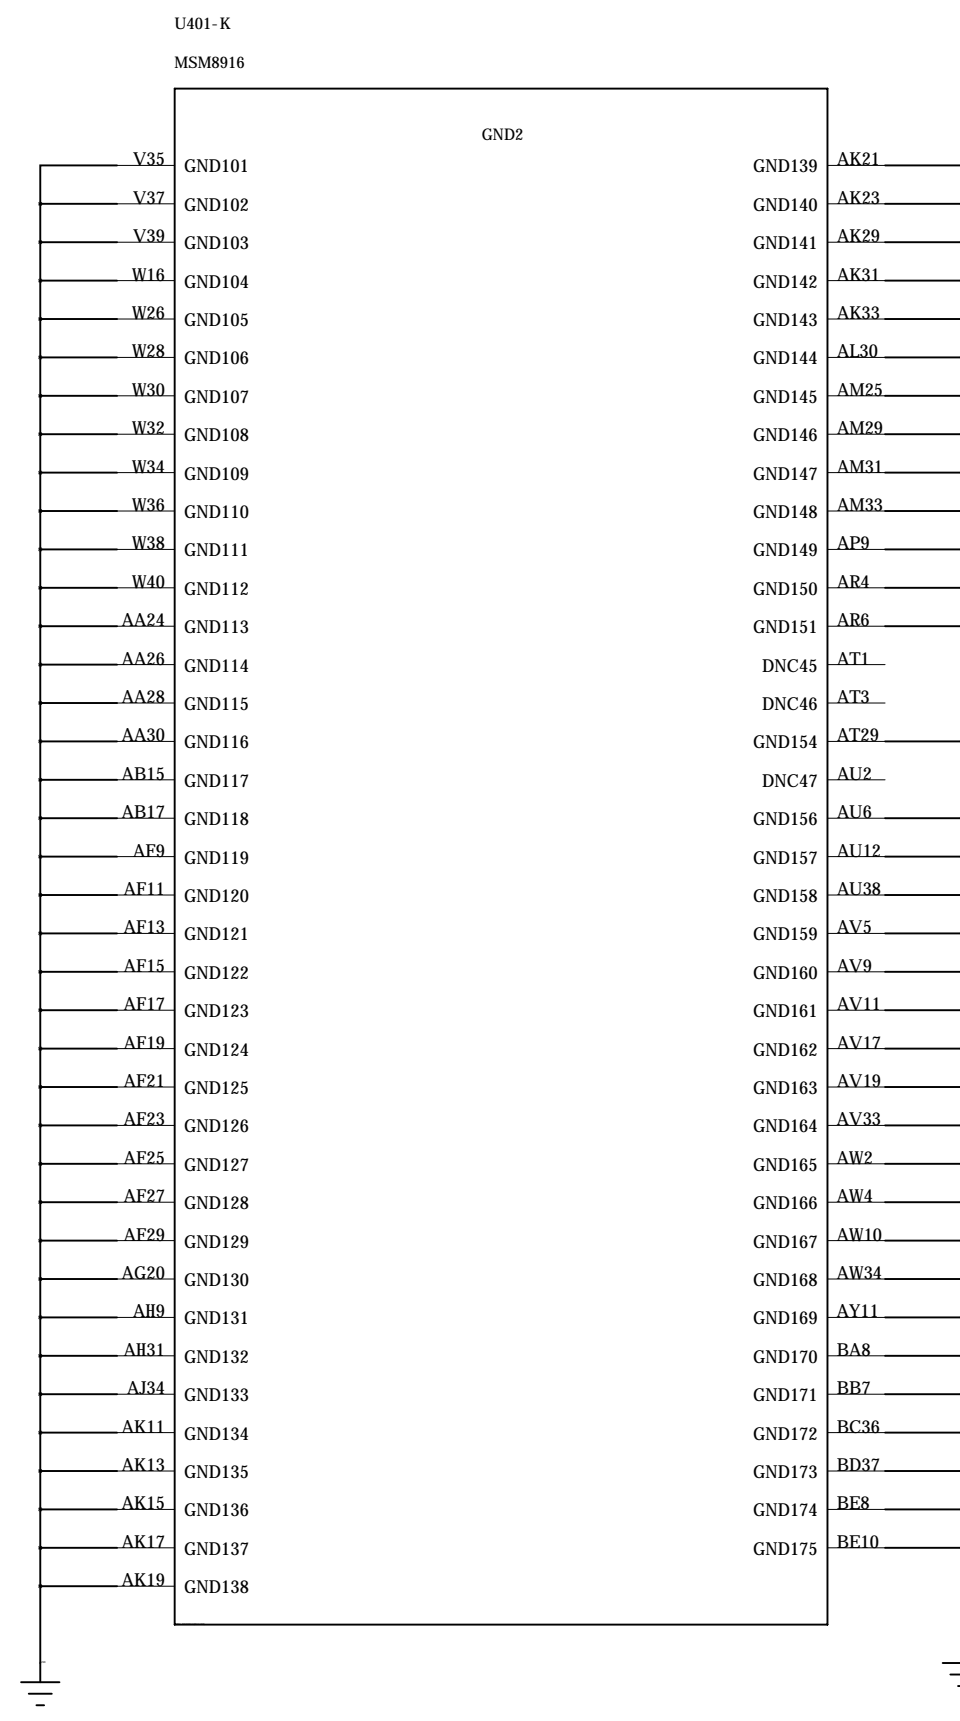 U401-K
MSM8916
GND2
V35 GND101 GND139 AK21
V37 GND102 GND140 AK23
V39 GND103 GND141 AK29
W16 GND104 GND142 AK31
W26 GND105 GND143 AK33
W28 GND106 GND144 AL30
W30 GND107 GND145 AM25
W32 GND108 GND146 AM29
W34 GND109 GND147 AM31
W36 GND110 GND148 AM33
W38 GND111 GND149 AP9
W40 GND112 GND150 AR4
AA24 GND113 GND151 AR6
AA26 GND114 DNC45 AT1
AA28 GND115 DNC46 AT3
AA30 GND116 GND154 AT29
AB15 GND117 DNC47 AU2
AB17 GND118 GND156 AU6
AF9 GND119 GND157 AU12
AF11 GND120 GND158 AU38
AF13 GND121 GND159 AV5
AF15 GND122 GND160 AV9
AF17 GND123 GND161 AV11
AF19 GND124 GND162 AV17
AF21 GND125 GND163 AV19
AF23 GND126 GND164 AV33
AF25 GND127 GND165 AW2
AF27 GND128 GND166 AW4
AF29 GND129 GND167 AW10
AG20 GND130 GND168 AW34
AH9 GND131 GND169 AY11
AH31 GND132 GND170 BA8
AJ34 GND133 GND171 BB7
AK11 GND134 GND172 BC36
AK13 GND135 GND173 BD37
AK15 GND136 GND174 BE8
AK17 GND137 GND175 BE10
AK19 GND138